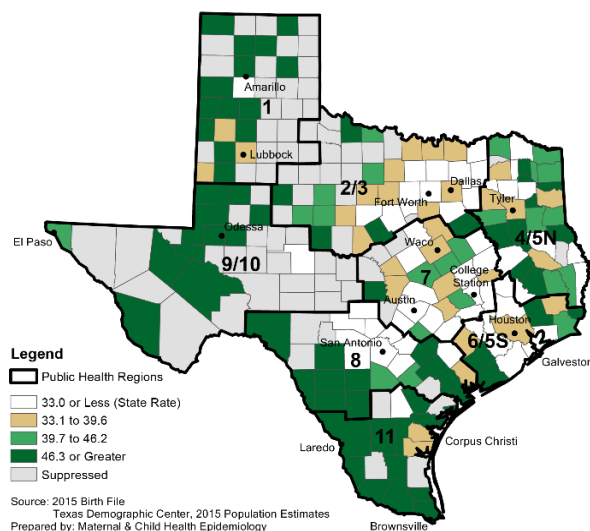 Amarillo
1
Lubbock
2/3
Dallas
Fort Worth
Tyler
4/5N
El Paso
Odessa
9/10
Waco
7
College
Station
Austin
Houston
6/5S
San Antonio
8
Galveston
11
Laredo
Corpus Christi
Brownsville
Legend
Public Health Regions
33.0 or Less (State Rate)
33.1 to 39.6
39.7 to 46.2
46.3 or Greater
Suppressed
Source: 2015 Birth File
Texas Demographic Center, 2015 Population Estimates
Prepared by: Maternal & Child Health Epidemiology